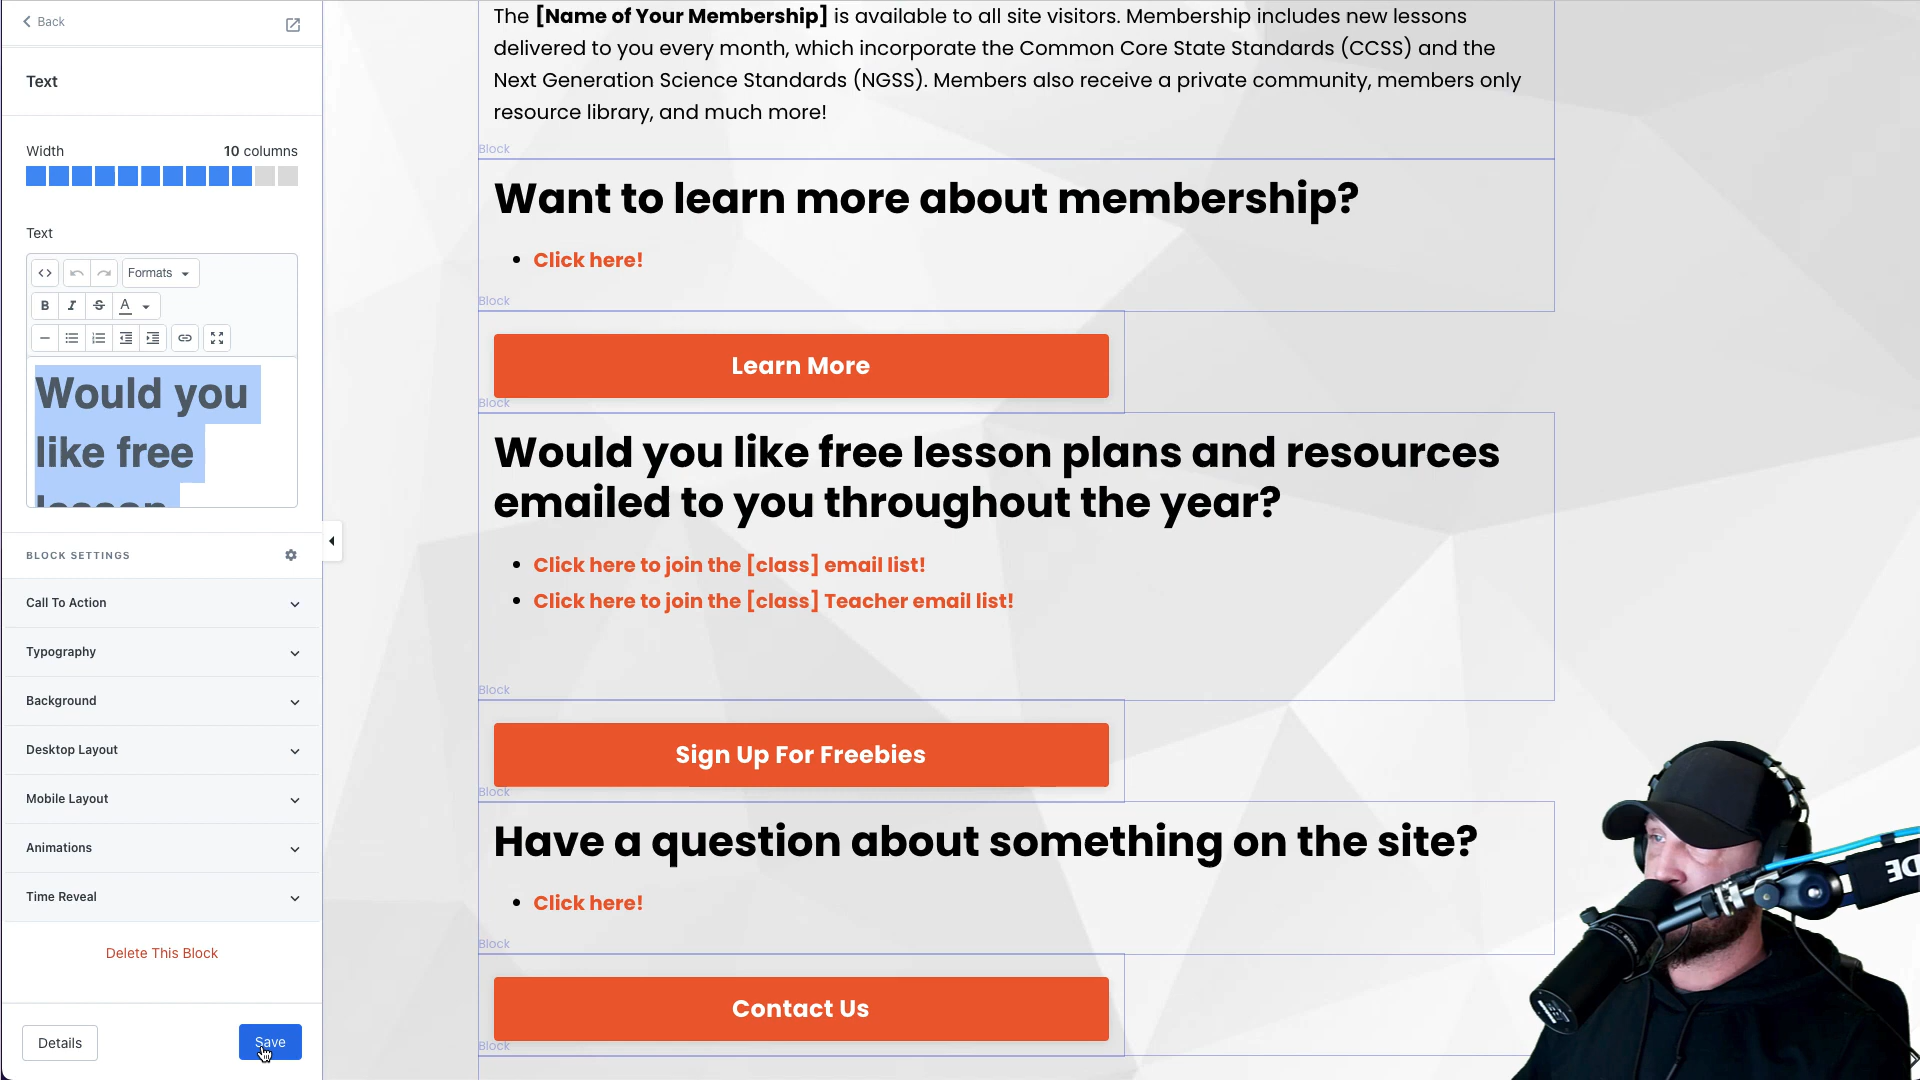 Back
Text
Width
10 columns
Text
Formats
B
I
S
A
Would you
like free
lesson
BLOCK SETTINGS
Call To Action
Typography
Background
Desktop Layout
Mobile Layout
Animations
Time Reveal
Delete This Block
Details
Save
The [Name of Your Membership] is available to all site visitors. Membership includes new lessons
delivered to you every month, which incorporate the Common Core State Standards (CCSS) and the
Next Generation Science Standards (NGSS). Members also receive a private community, members only
resource library, and much more!
Block
Want to learn more about membership?
Click here!
Block
Learn More
Block
Would you like free lesson plans and resources
emailed to you throughout the year?
Click here to join the [class] email list!
Click here to join the [class] Teacher email list!
Block
Sign Up For Freebies
Block
Have a question about something on the site?
Click here!
Block
Contact Us
Block